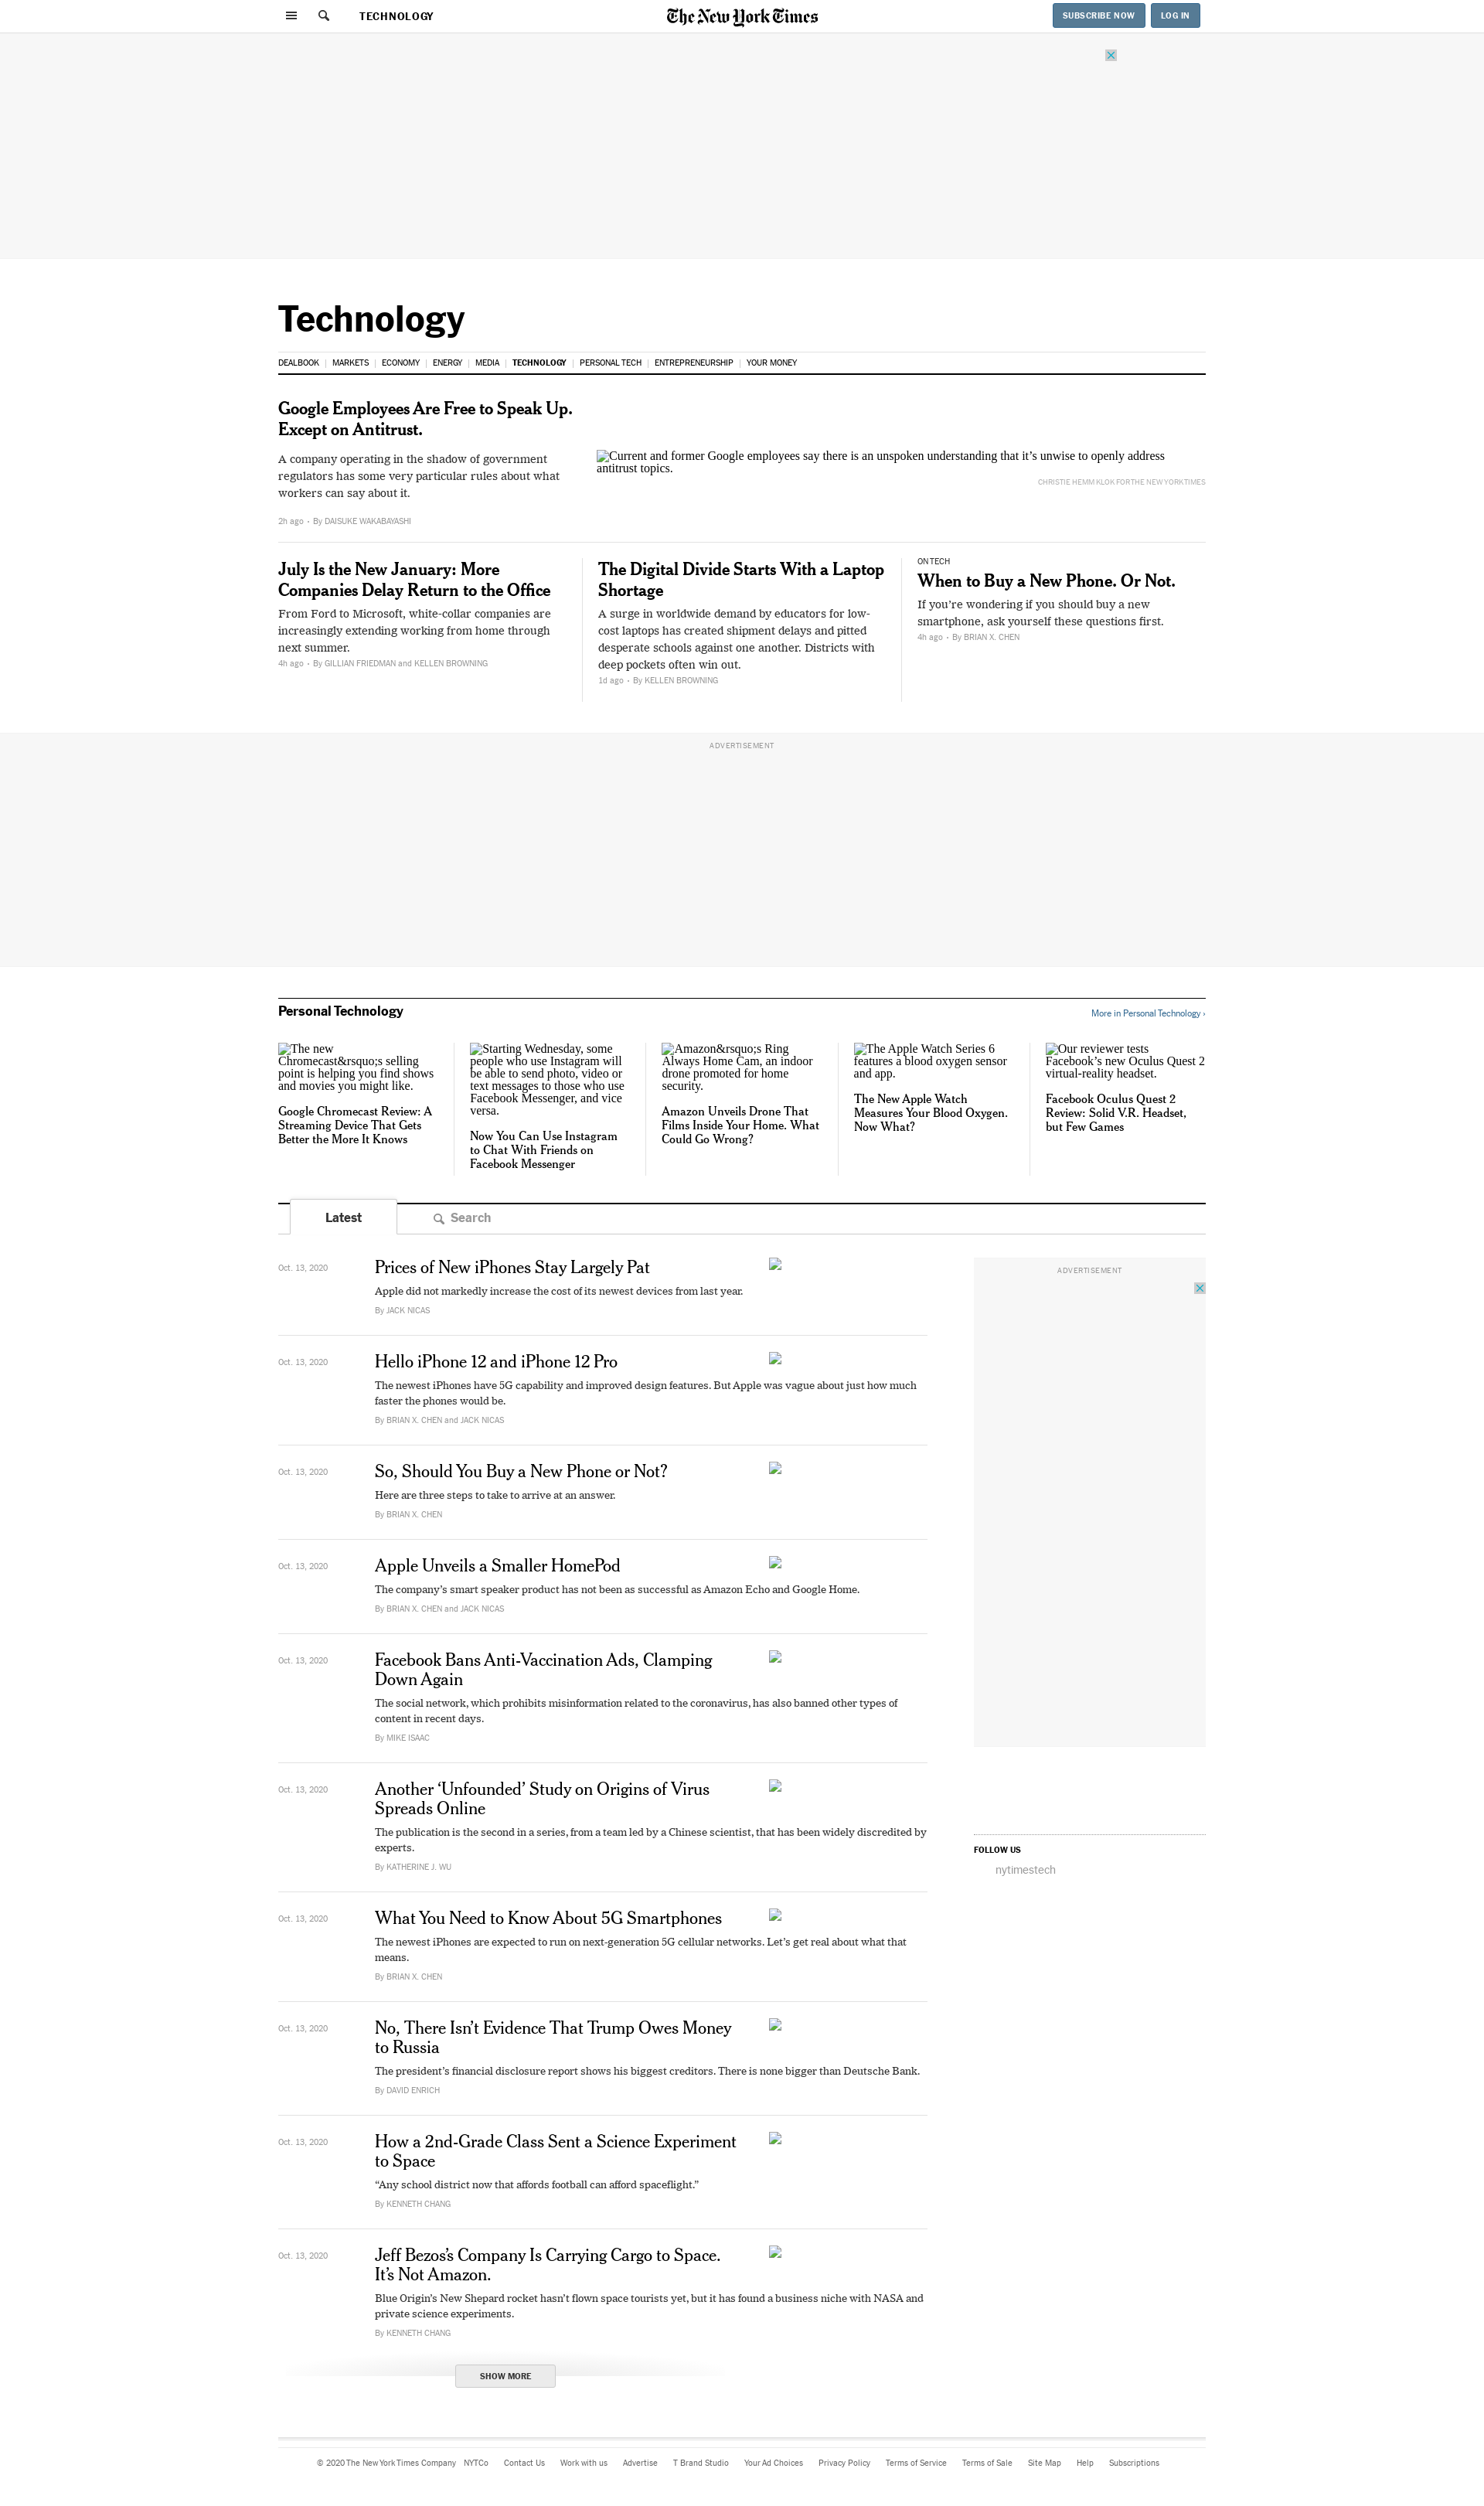 TECHNOLOGY
The New York Times
SUBSCRIBE NOW
LOG IN
Technology
DEALBOOK | MARKETS | ECONOMY | ENERGY | MEDIA | TECHNOLOGY | PERSONAL TECH | ENTREPRENEURSHIP | YOUR MONEY
Google Employees Are Free to Speak Up.
Except on Antitrust.
A company operating in the shadow of government
regulators has some very particular rules about what
workers can say about it.
2h ago • By DAISUKE WAKABAYASHI
Current and former Google employees say there is an unspoken understanding that it’s unwise to openly address
antitrust topics.
CHRISTIE HEMM KLOK FOR THE NEW YORK TIMES
July Is the New January: More
Companies Delay Return to the Office
From Ford to Microsoft, white-collar companies are
increasingly extending working from home through
next summer.
4h ago • By GILLIAN FRIEDMAN and KELLEN BROWNING
The Digital Divide Starts With a Laptop
Shortage
A surge in worldwide demand by educators for low-
cost laptops has created shipment delays and pitted
desperate schools against one another. Districts with
deep pockets often win out.
1d ago • By KELLEN BROWNING
ON TECH
When to Buy a New Phone. Or Not.
If you’re wondering if you should buy a new
smartphone, ask yourself these questions first.
4h ago • By BRIAN X. CHEN
ADVERTISEMENT
Personal Technology
More in Personal Technology ›
The new
Chromecast&rsquo;s selling
point is helping you find shows
and movies you might like.
Google Chromecast Review: A
Streaming Device That Gets
Better the More It Knows
Starting Wednesday, some
people who use Instagram will
be able to send photo, video or
text messages to those who use
Facebook Messenger, and vice
versa.
Now You Can Use Instagram
to Chat With Friends on
Facebook Messenger
Amazon&rsquo;s Ring
Always Home Cam, an indoor
drone promoted for home
security.
Amazon Unveils Drone That
Films Inside Your Home. What
Could Go Wrong?
The Apple Watch Series 6
features a blood oxygen sensor
and app.
The New Apple Watch
Measures Your Blood Oxygen.
Now What?
Our reviewer tests
Facebook’s new Oculus Quest 2
virtual-reality headset.
Facebook Oculus Quest 2
Review: Solid V.R. Headset,
but Few Games
Latest
Search
Oct. 13, 2020
Prices of New iPhones Stay Largely Pat
Apple did not markedly increase the cost of its newest devices from last year.
By JACK NICAS
Oct. 13, 2020
Hello iPhone 12 and iPhone 12 Pro
The newest iPhones have 5G capability and improved design features. But Apple was vague about just how much
faster the phones would be.
By BRIAN X. CHEN and JACK NICAS
Oct. 13, 2020
So, Should You Buy a New Phone or Not?
Here are three steps to take to arrive at an answer.
By BRIAN X. CHEN
Oct. 13, 2020
Apple Unveils a Smaller HomePod
The company’s smart speaker product has not been as successful as Amazon Echo and Google Home.
By BRIAN X. CHEN and JACK NICAS
Oct. 13, 2020
Facebook Bans Anti-Vaccination Ads, Clamping
Down Again
The social network, which prohibits misinformation related to the coronavirus, has also banned other types of
content in recent days.
By MIKE ISAAC
Oct. 13, 2020
Another ‘Unfounded’ Study on Origins of Virus
Spreads Online
The publication is the second in a series, from a team led by a Chinese scientist, that has been widely discredited by
experts.
By KATHERINE J. WU
Oct. 13, 2020
What You Need to Know About 5G Smartphones
The newest iPhones are expected to run on next-generation 5G cellular networks. Let’s get real about what that
means.
By BRIAN X. CHEN
Oct. 13, 2020
No, There Isn’t Evidence That Trump Owes Money
to Russia
The president’s financial disclosure report shows his biggest creditors. There is none bigger than Deutsche Bank.
By DAVID ENRICH
Oct. 13, 2020
How a 2nd-Grade Class Sent a Science Experiment
to Space
“Any school district now that affords football can afford spaceflight.”
By KENNETH CHANG
Oct. 13, 2020
Jeff Bezos’s Company Is Carrying Cargo to Space.
It’s Not Amazon.
Blue Origin’s New Shepard rocket hasn’t flown space tourists yet, but it has found a business niche with NASA and
private science experiments.
By KENNETH CHANG
SHOW MORE
ADVERTISEMENT
FOLLOW US
nytimestech
© 2020 The New York Times Company NYTCo Contact Us Work with us Advertise T Brand Studio Your Ad Choices Privacy Policy Terms of Service Terms of Sale Site Map Help Subscriptions